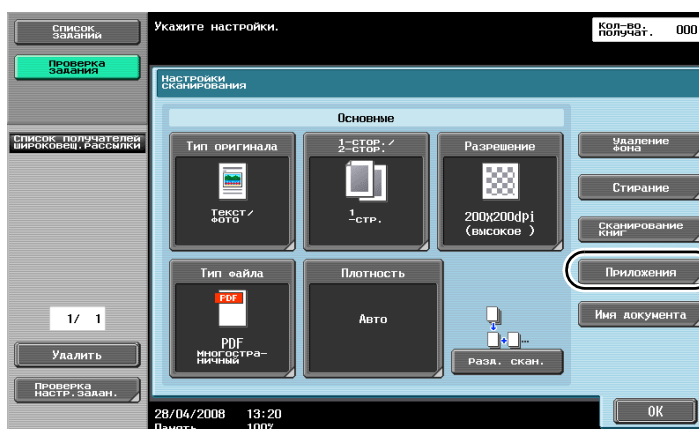 Список
заданий
Укажите настройки.
Кол-во.
получат.
000
Проверка
задания
Настройки
сканирования
Основные
Список получателей
широковещ.рассылки
Тип оригинала
Текст/
фото
1-стор./
2-стор.
1
-стр.
Разрешение
200x200dpi
(высокое )
Удаление
фона
Стирание
Сканирование
книг
Тип файла
PDF
PDF
многостра-
ничный
Плотность
Авто
Разд. скан.
Приложения
Имя документа
1/ 1
Удалить
Проверка
настр.задан.
28/04/2008 13:20
Память 100%
OK